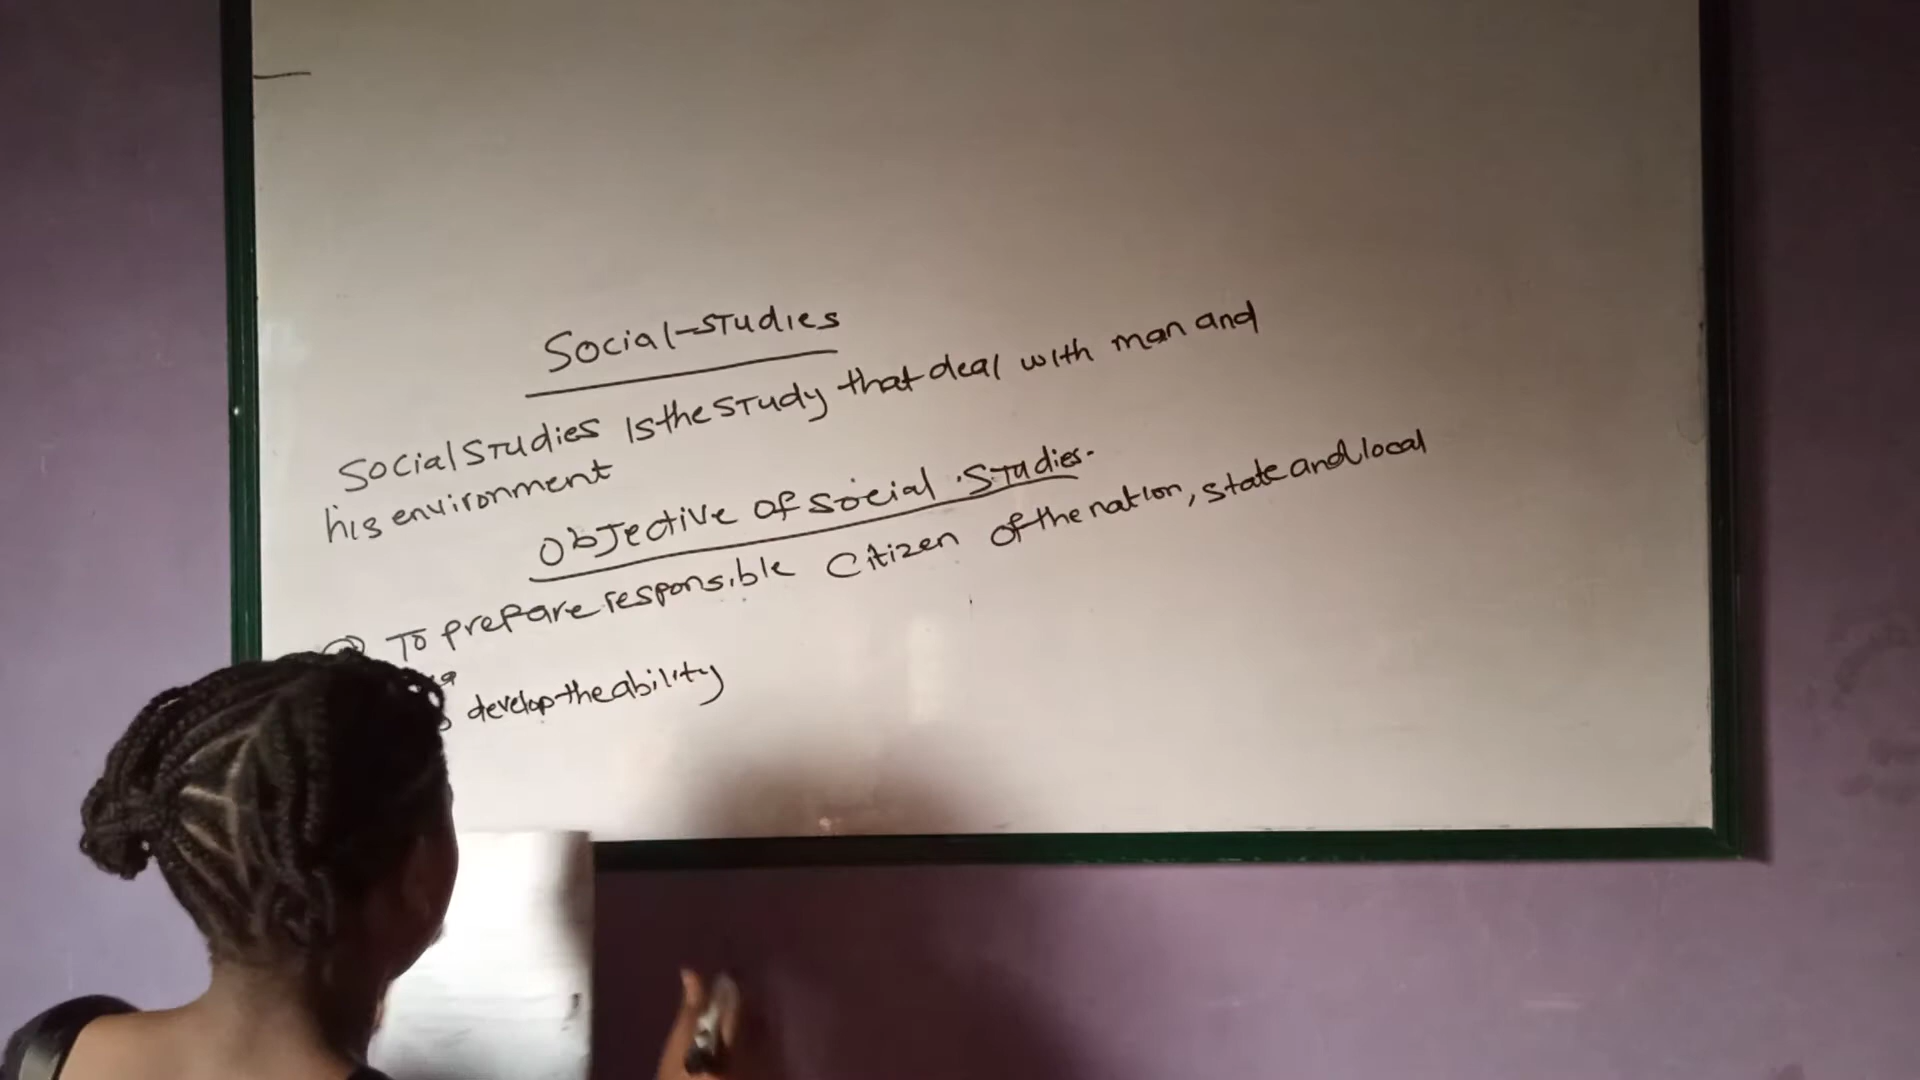 Social-Studies
Social Studies is the study that deal with man and
his environment
Objective of social studies.
To prepare responsible citizen of the nation, state and local
develop the ability